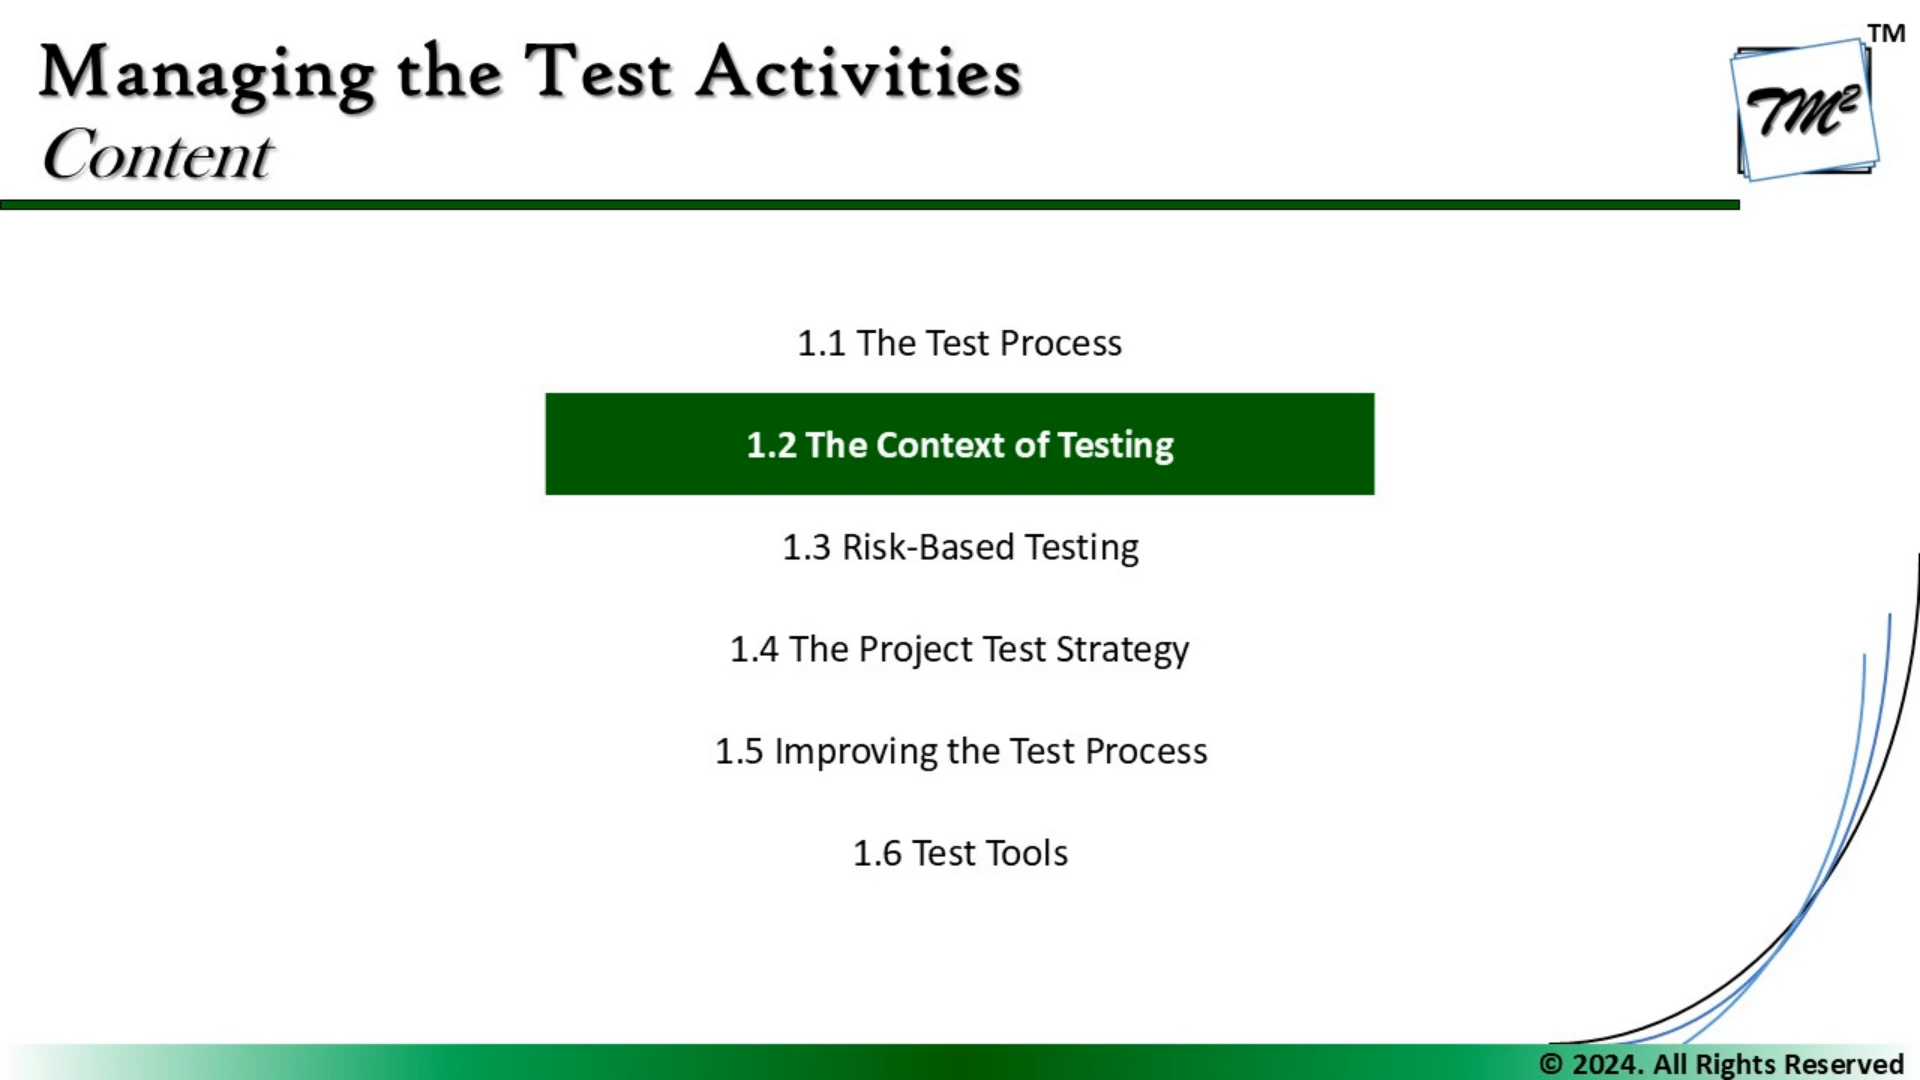 Managing the Test Activities
Content
TM
TM²
1.1 The Test Process
1.2 The Context of Testing
1.3 Risk-Based Testing
1.4 The Project Test Strategy
1.5 Improving the Test Process
1.6 Test Tools
© 2024. All Rights Reserved